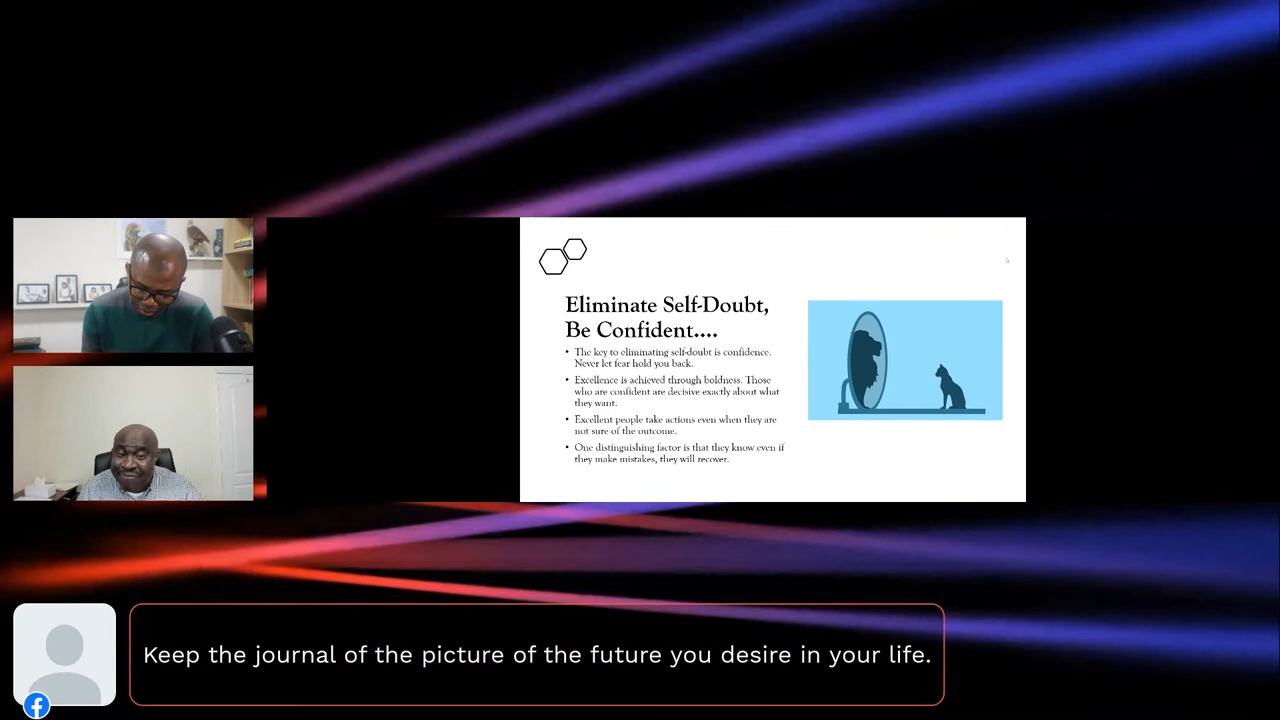 Eliminate Self-Doubt,
Be Confident....
• The key to eliminating self-doubt is confidence.
Never let fear hold you back.
• Excellence is achieved through boldness. Those
who are confident are decisive exactly about what
they want.
• Excellent people take actions even when they are
not sure of the outcome.
• One distinguishing factor is that they know even if
they make mistakes, they will recover.
Keep the journal of the picture of the future you desire in your life.